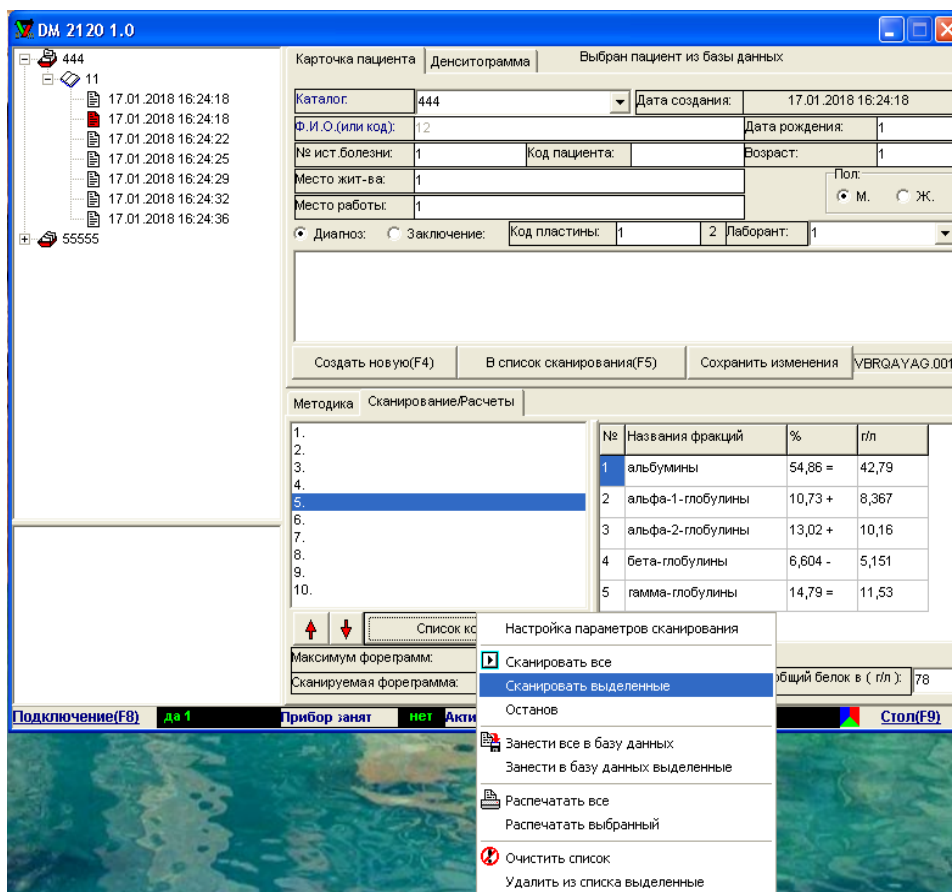 DM 2120 1.0
444
11
17.01.2018 16:24:18
17.01.2018 16:24:18
17.01.2018 16:24:22
17.01.2018 16:24:25
17.01.2018 16:24:29
17.01.2018 16:24:32
17.01.2018 16:24:36
55555
Карточка пациента Денситограмма Выбран пациент из базы данных
Каталог: 444 Дата создания: 17.01.2018 16:24:18
Ф.И.О.(или код): 12 Дата рождения: 1
№ ист.болезни: 1 Код пациента: Возраст: 1
Место жит-ва: 1 Пол:
М. Ж.
Место работы: 1
Диагноз: Заключение: Код пластины: 1 2 Лаборант: 1
Создать новую(F4) В список сканирования(F5) Сохранить изменения VBRQAYAG.001
Методика Сканирование/Расчеты
1.
2.
3.
4.
5.
6.
7.
8.
9.
10.
№ Названия фракций % г/л
1 альбумины 54,86 = 42,79
2 альфа-1-глобулины 10,73 + 8,367
3 альфа-2-глобулины 13,02 + 10,16
4 бета-глобулины 6,604 - 5,151
5 гамма-глобулины 14,79 = 11,53
Список
Максимум фореграмм:
Сканируемая фореграмма: общий белок в ( г/л ): 78
Подключение(F8) да 1 Прибор занят нет Стол(F9)
Настройка параметров сканирования
Сканировать все
Сканировать выделенные
Останов
Занести все в базу данных
Занести в базу данных выделенные
Распечатать все
Распечатать выбранный
Очистить список
Удалить из списка выделенные